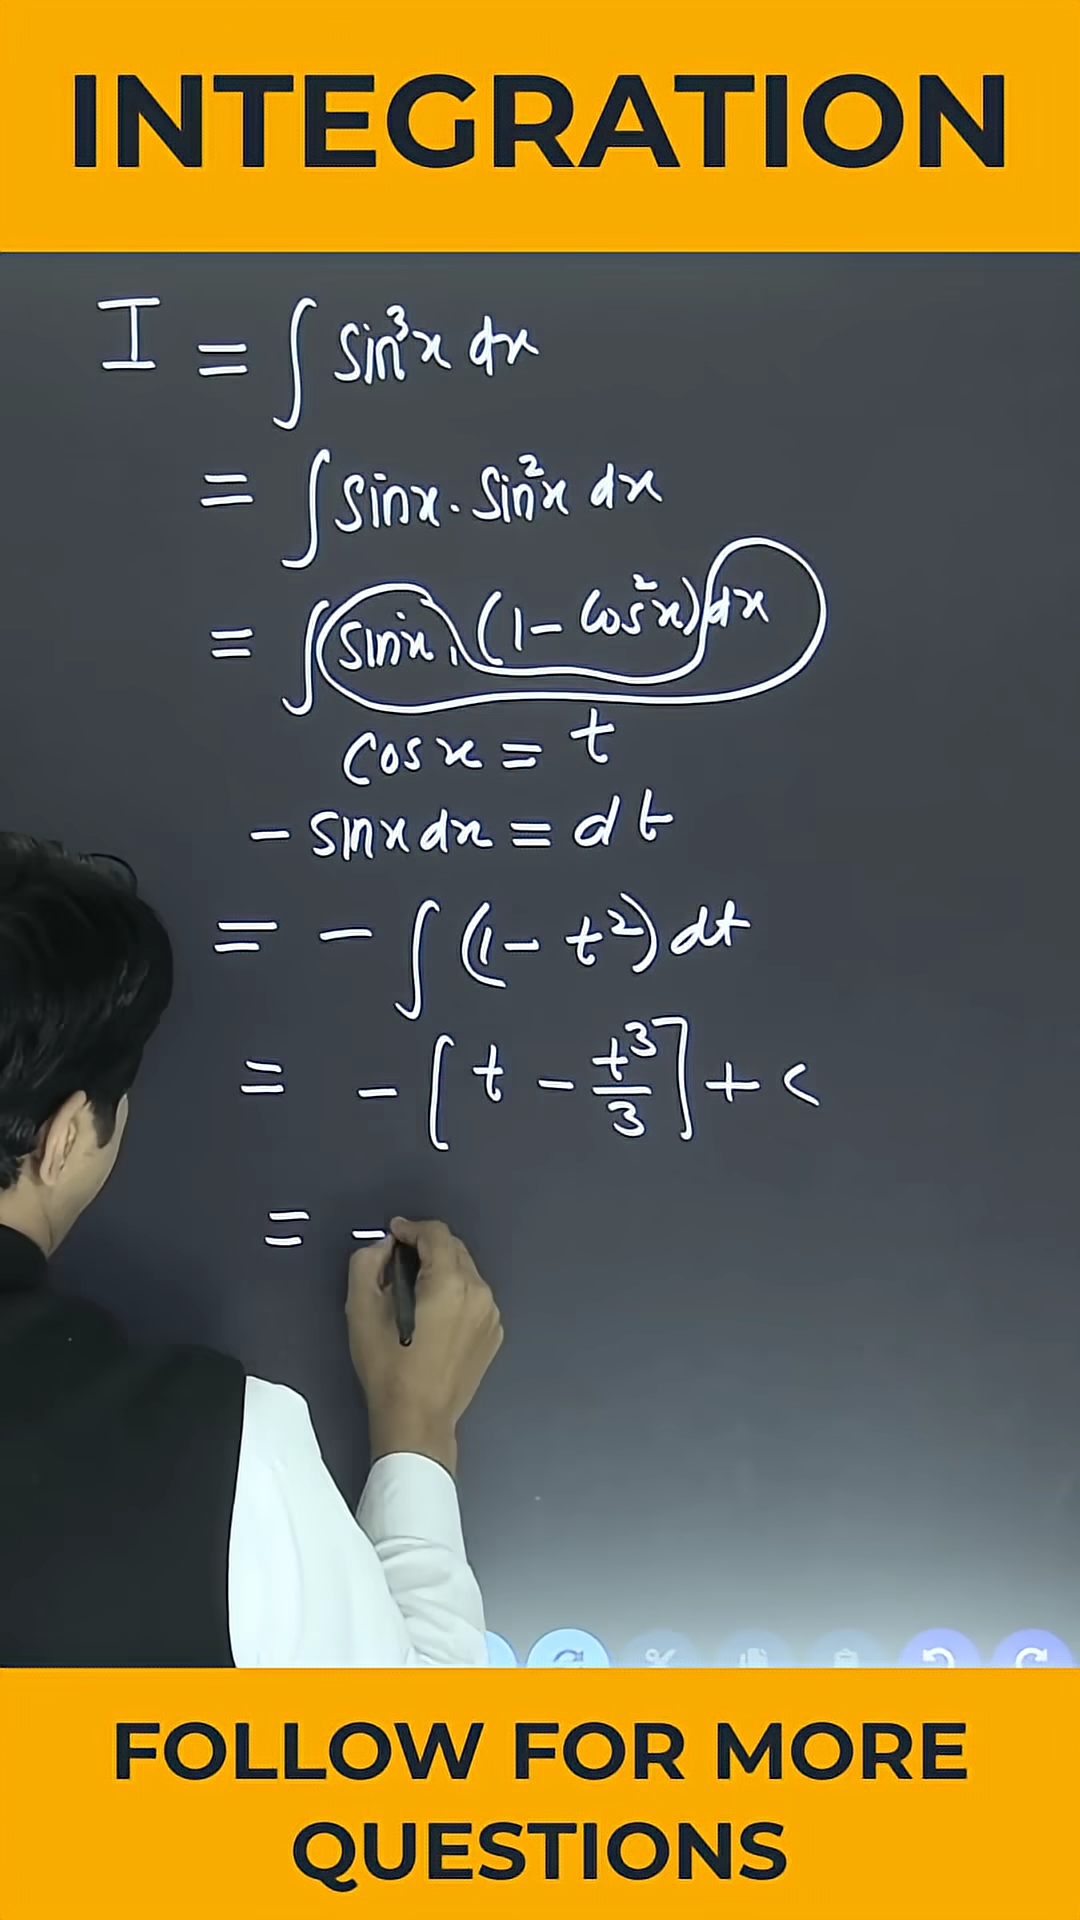 INTEGRATION
I = ∫ sin³x dx
= ∫ sinx . sin²x dx
= ∫ sinx . (1 - cos²x) dx
cosx = t
- sinx dx = dt
= - ∫ (1 - t²) dt
= - [t - t³/3] + c
= -
FOLLOW FOR MORE
QUESTIONS